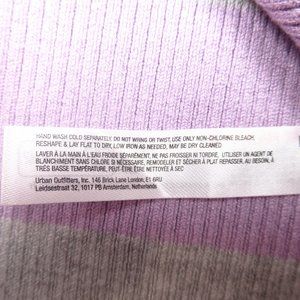 HAND WASH COLD SEPARATELY, DO NOT WRING OR TWIST, USE ONLY NON-CHLORINE BLEACH,
RESHAPE & LAY FLAT TO DRY, LOW IRON AS NEEDED, MAY BE DRY CLEANED
LAVER À LA MAIN À L'EAU FROIDE SÉPARÉMENT, NE PAS FROISSER NI TORDRE, UTILISER UN AGENT DE
BLANCHIMENT SANS CHLORE SI NÉCESSAIRE, REMODELER ET SÉCHER À PLAT REPASSER, AU BESOIN, À
TRÈS BASSE TEMPÉRATURE, PEUT-ÊTRE NETTOYÉ À SEC
Urban Outfitters, Inc. 146 Brick Lane London, E1 6RU
Leidsestraat 32, 1017 PB Amsterdam, Netherlands